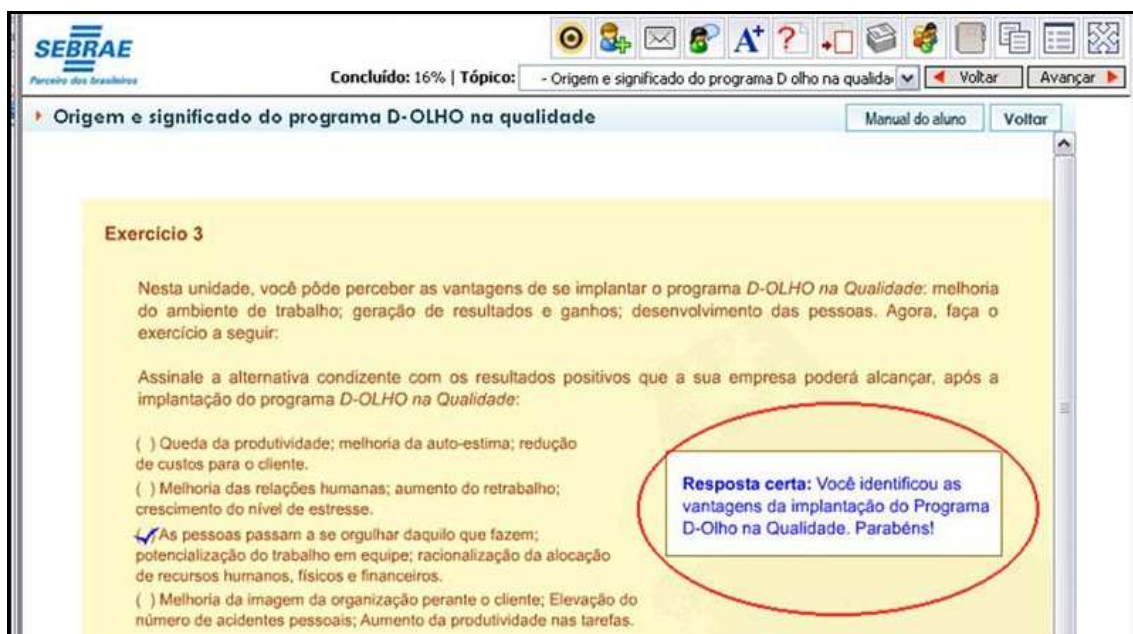 SEBRAE
Parceiro dos brasileiros
Concluído: 16% | Tópico: - Origem e significado do programa D olho na qualida Voltar Avançar
Origem e significado do programa D-OLHO na qualidade Manual do aluno Voltar
Exercício 3
Nesta unidade, você pôde perceber as vantagens de se implantar o programa D-OLHO na Qualidade: melhoria
do ambiente de trabalho; geração de resultados e ganhos; desenvolvimento das pessoas. Agora, faça o
exercício a seguir:
Assinale a alternativa condizente com os resultados positivos que a sua empresa poderá alcançar, após a
implantação do programa D-OLHO na Qualidade:
( ) Queda da produtividade; melhoria da auto-estima; redução
de custos para o cliente.
( ) Melhoria das relações humanas; aumento do retrabalho;
crescimento do nível de estresse.
As pessoas passam a se orgulhar daquilo que fazem;
potencialização do trabalho em equipe; racionalização da alocação
de recursos humanos, físicos e financeiros.
( ) Melhoria da imagem da organização perante o cliente; Elevação do
número de acidentes pessoais; Aumento da produtividade nas tarefas.
Resposta certa: Você identificou as
vantagens da implantação do Programa
D-Olho na Qualidade. Parabéns!